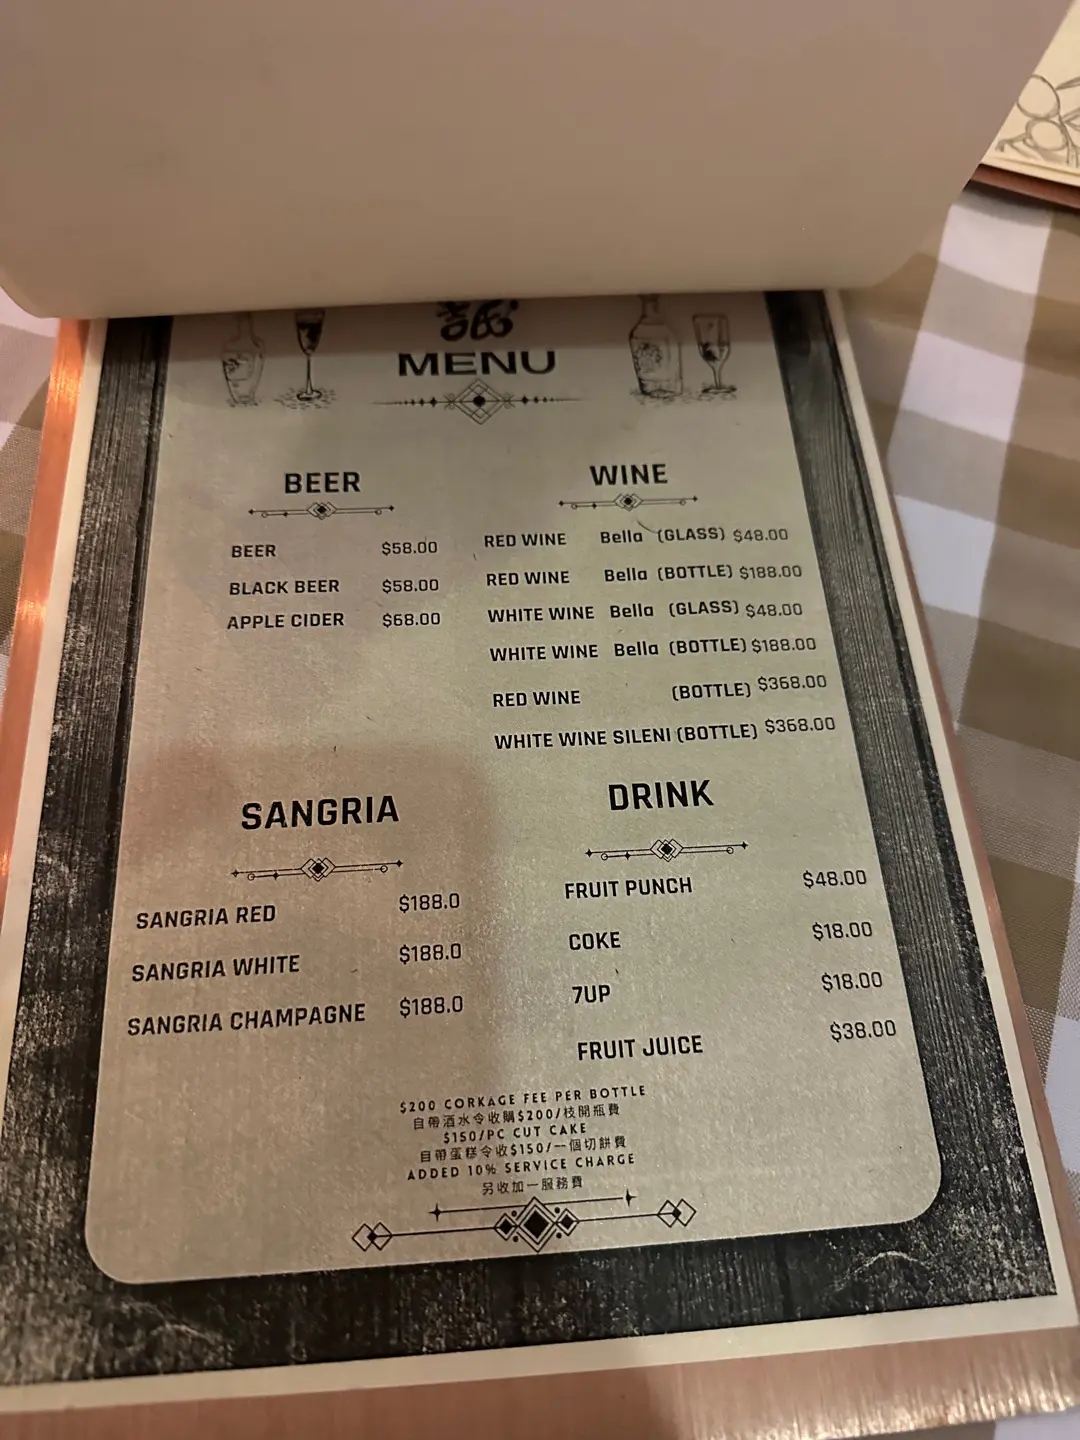 MENU
BEER
BEER $58.00
BLACK BEER $58.00
APPLE CIDER $68.00
WINE
RED WINE Bella (GLASS) $48.00
RED WINE Bella (BOTTLE) $188.00
WHITE WINE Bella (GLASS) $48.00
WHITE WINE Bella (BOTTLE) $188.00
RED WINE (BOTTLE) $368.00
WHITE WINE SILENI (BOTTLE) $368.00
SANGRIA
SANGRIA RED $188.0
SANGRIA WHITE $188.0
SANGRIA CHAMPAGNE $188.0
DRINK
FRUIT PUNCH $48.00
COKE $18.00
7UP $18.00
FRUIT JUICE $38.00
$200 CORKAGE FEE PER BOTTLE
自帶酒水令收購$200/枝開瓶費
$150/PC CUT CAKE
自帶蛋糕令收$150/一個切餅費
ADDED 10% SERVICE CHARGE
另收加一服務費